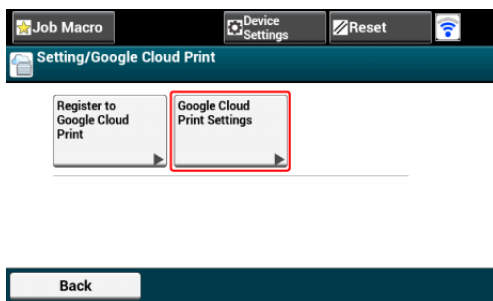 Job Macro
Device
Settings
Reset
Setting/Google Cloud Print
Register to
Google Cloud
Print
Google Cloud
Print Settings
Back